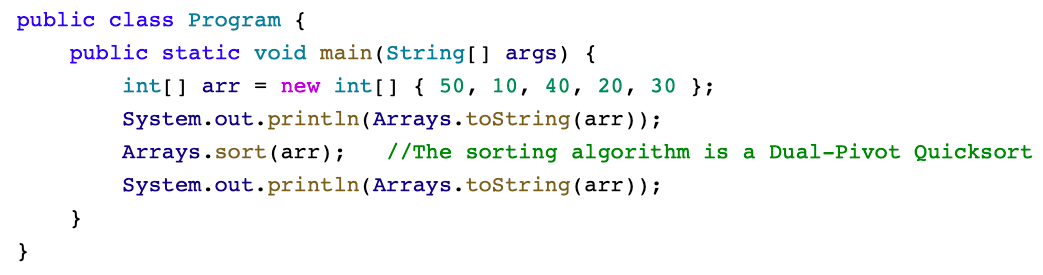 public class Program {
    public static void main(String[] args) {
        int[] arr = new int[] { 50, 10, 40, 20, 30 };
        System.out.println(Arrays.toString(arr));
        Arrays.sort(arr);   //The sorting algorithm is a Dual-Pivot Quicksort
        System.out.println(Arrays.toString(arr));
    }
}